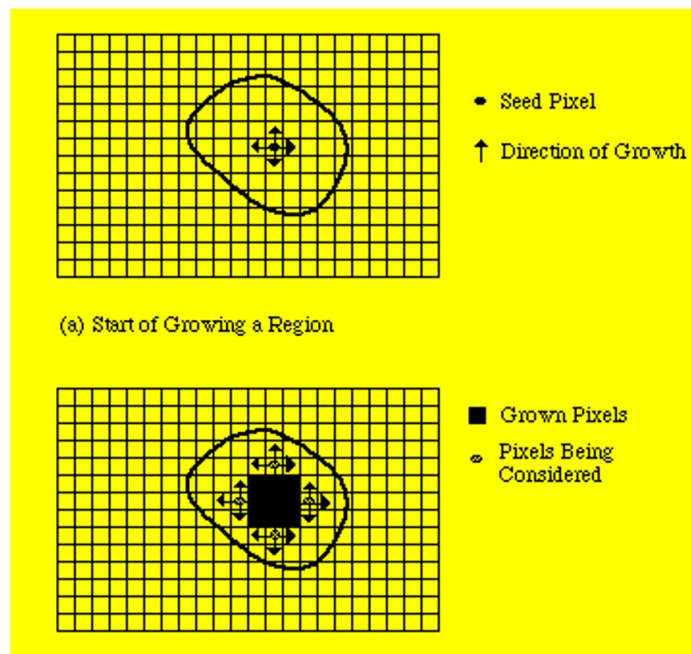 Seed Pixel
Direction of Growth
(a) Start of Growing a Region
Grown Pixels
Pixels Being
Considered